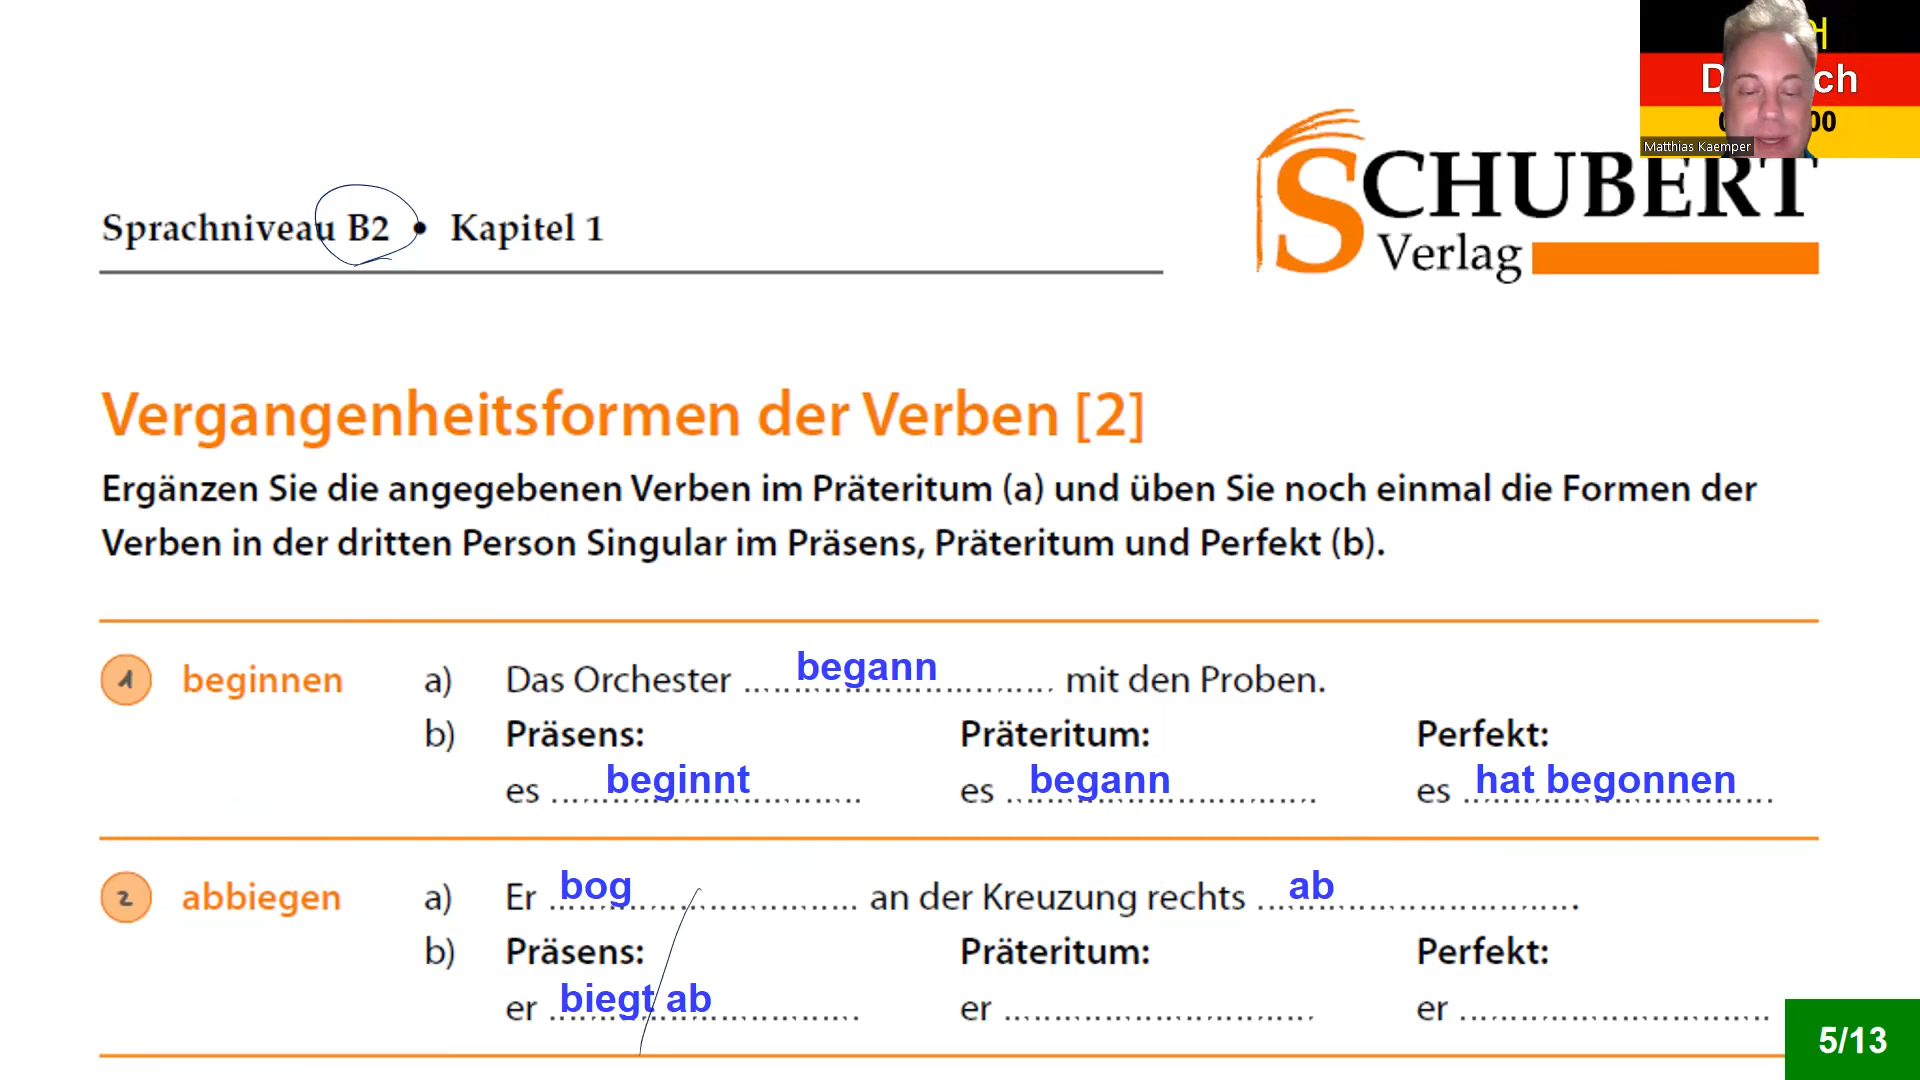 Matthias Kaemper
SCHUBERT
Verlag
Sprachniveau B2 • Kapitel 1
Vergangenheitsformen der Verben [2]
Ergänzen Sie die angegebenen Verben im Präteritum (a) und üben Sie noch einmal die Formen der
Verben in der dritten Person Singular im Präsens, Präteritum und Perfekt (b).
1 beginnen a) Das Orchester begann mit den Proben.
b) Präsens: Präteritum: Perfekt:
es beginnt es begann es hat begonnen
2 abbiegen a) Er bog an der Kreuzung rechts ab .
b) Präsens: Präteritum: Perfekt:
er biegt ab er er
5/13